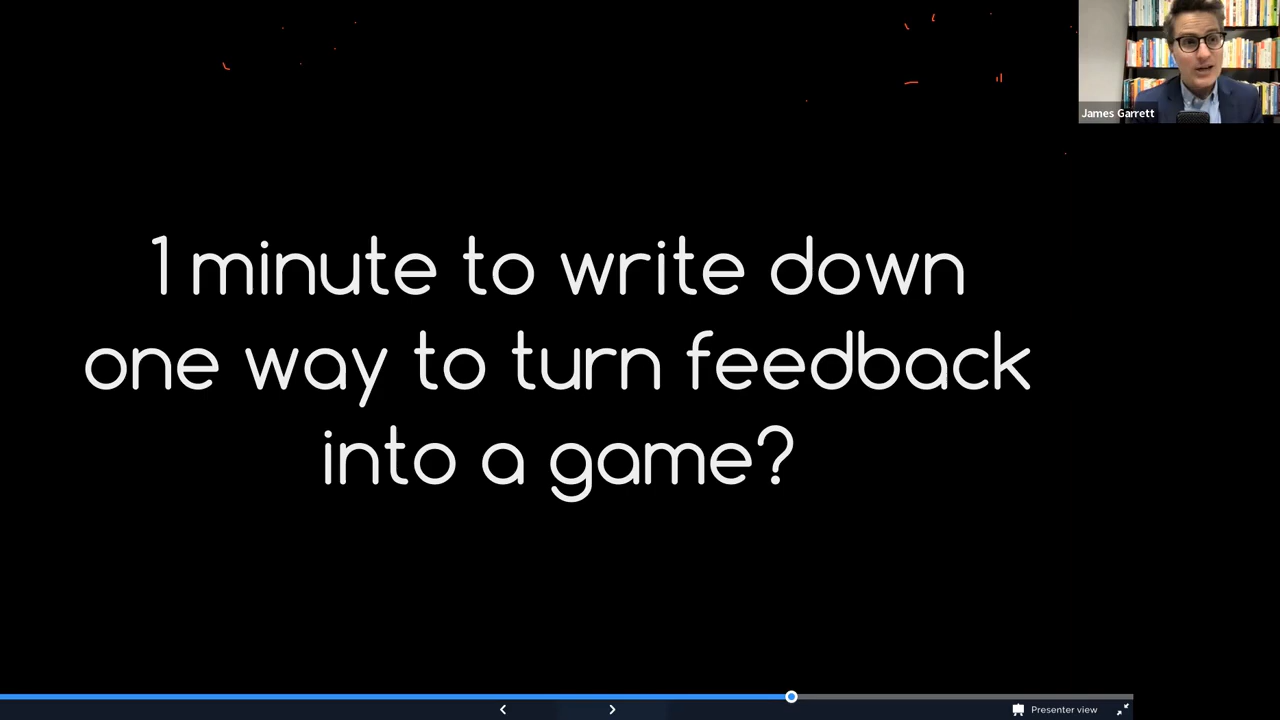 James Garrett
1 minute to write down
one way to turn feedback
into a game?
Presenter view